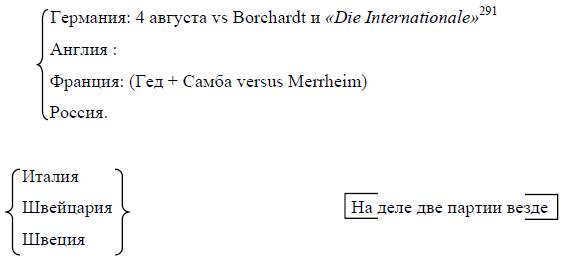 Германия: 4 августа vs Borchardt и «Die Internationale»291
Англия :
Франция: (Гед + Самба versus Merrheim)
Россия.
Италия
Швейцария
Швеция
На деле две партии везде